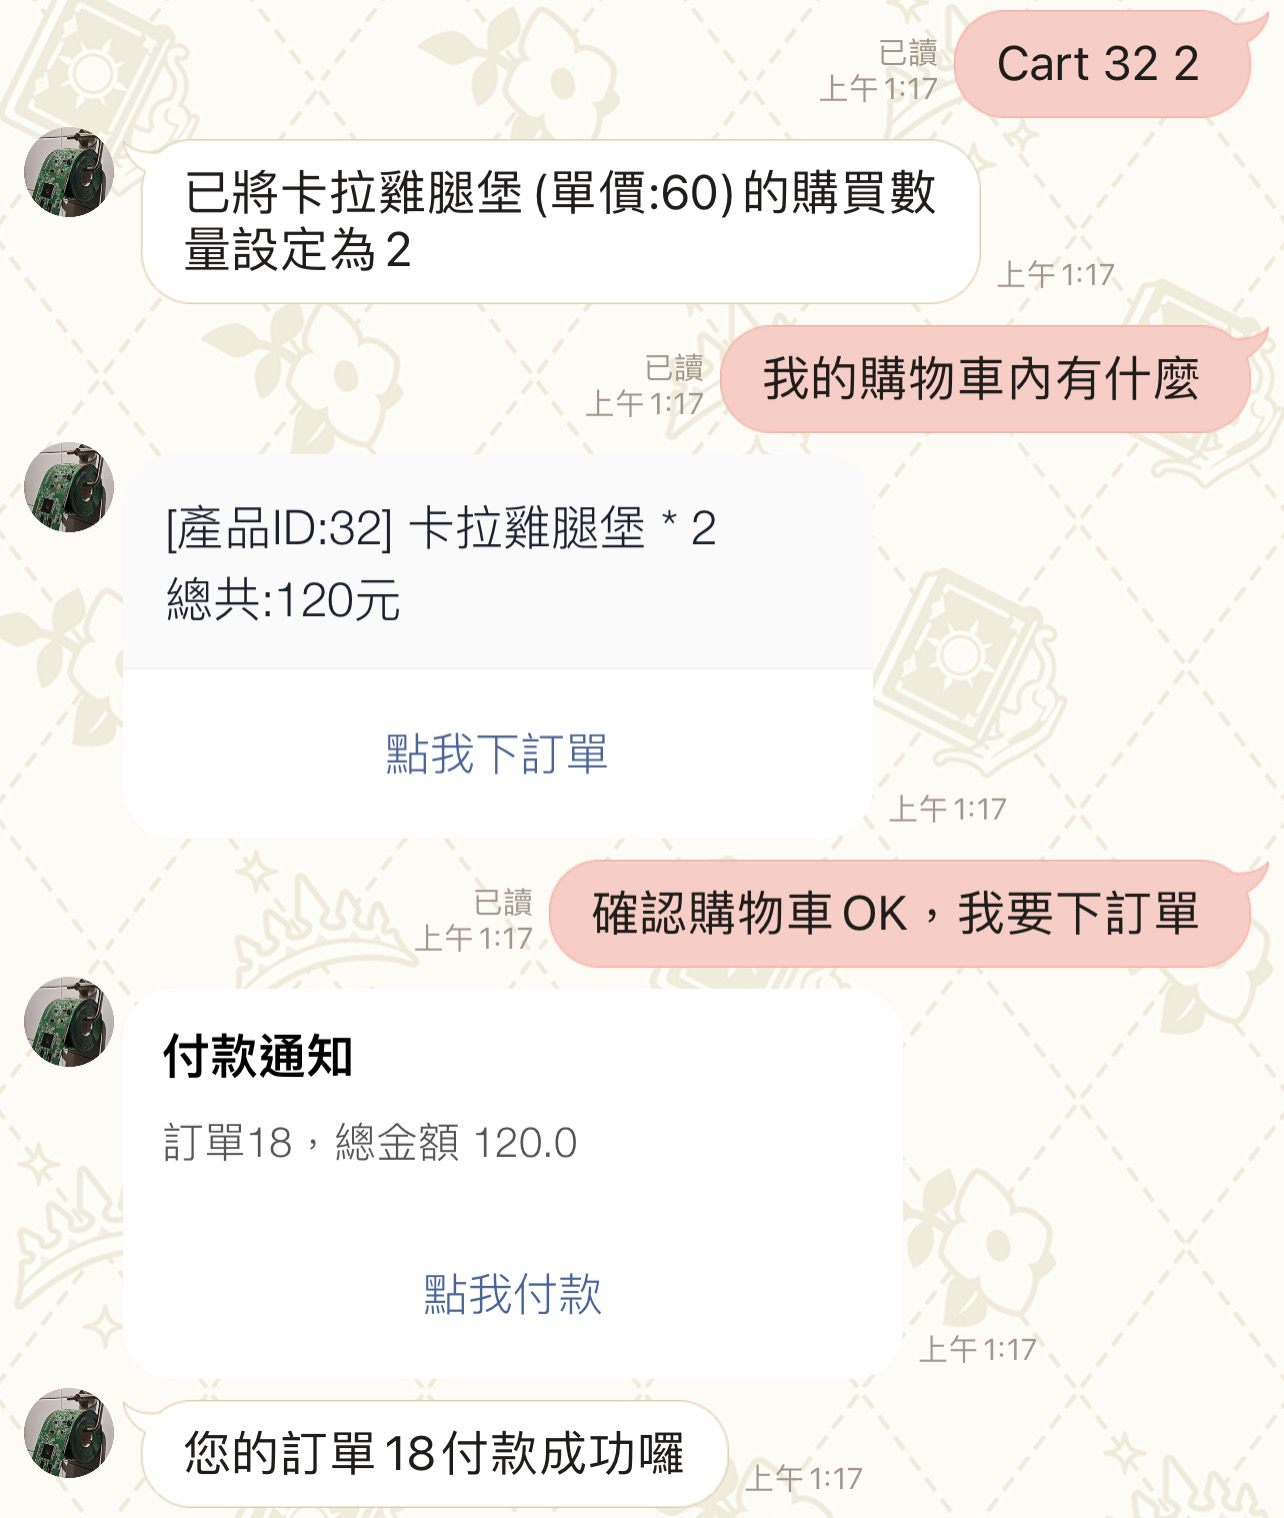 Cart 32 2
已讀
上午 1:17
已將卡拉雞腿堡 (單價:60) 的購買數
量設定為 2
上午 1:17
我的購物車內有什麼
已讀
上午 1:17
[產品ID:32] 卡拉雞腿堡 * 2
總共:120元
點我下訂單
上午 1:17
確認購物車 OK，我要下訂單
已讀
上午 1:17
付款通知
訂單18，總金額 120.0
點我付款
上午 1:17
您的訂單 18 付款成功囉
上午 1:17